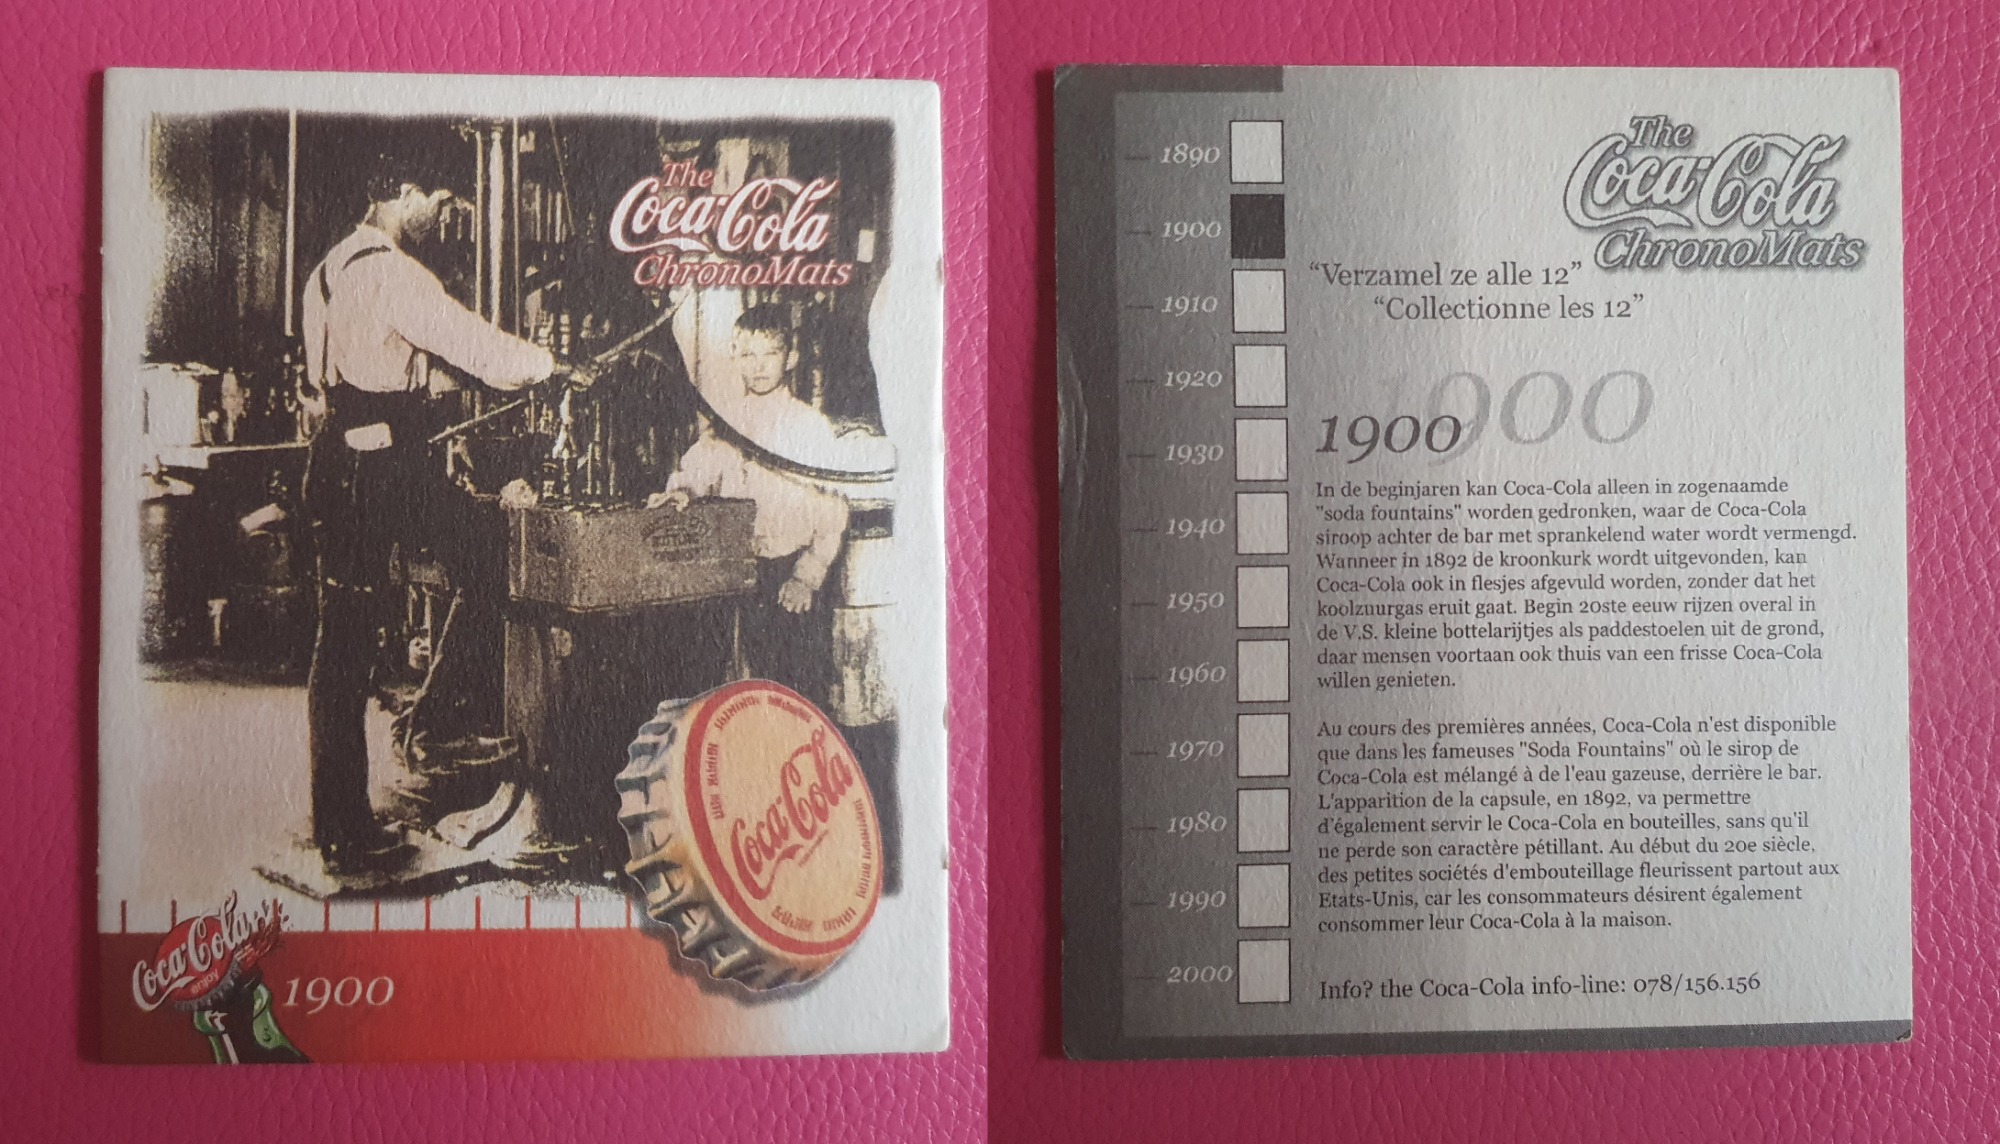 The
Coca-Cola
ChronoMats
Coca-Cola
Coca-Cola
enjoy
1900
1890
1900
1910
1920
1930
1940
1950
1960
1970
1980
1990
2000
The
Coca-Cola
ChronoMats
“Verzamel ze alle 12”
“Collectionne les 12”
1900
1900
In de beginjaren kan Coca-Cola alleen in zogenaamde
"soda fountains" worden gedronken, waar de Coca-Cola
siroop achter de bar met sprankelend water wordt vermengd.
Wanneer in 1892 de kroonkurk wordt uitgevonden, kan
Coca-Cola ook in flesjes afgevuld worden, zonder dat het
koolzuurgas eruit gaat. Begin 20ste eeuw rijzen overal in
de V.S. kleine bottelarijtjes als paddestoelen uit de grond,
daar mensen voortaan ook thuis van een frisse Coca-Cola
willen genieten.
Au cours des premières années, Coca-Cola n'est disponible
que dans les fameuses "Soda Fountains" où le sirop de
Coca-Cola est mélangé à de l'eau gazeuse, derrière le bar.
L'apparition de la capsule, en 1892, va permettre
d'également servir le Coca-Cola en bouteilles, sans qu'il
ne perde son caractère pétillant. Au début du 20e siècle,
des petites sociétés d'embouteillage fleurissent partout aux
Etats-Unis, car les consommateurs désirent également
consommer leur Coca-Cola à la maison.
Info? the Coca-Cola info-line: 078/156.156